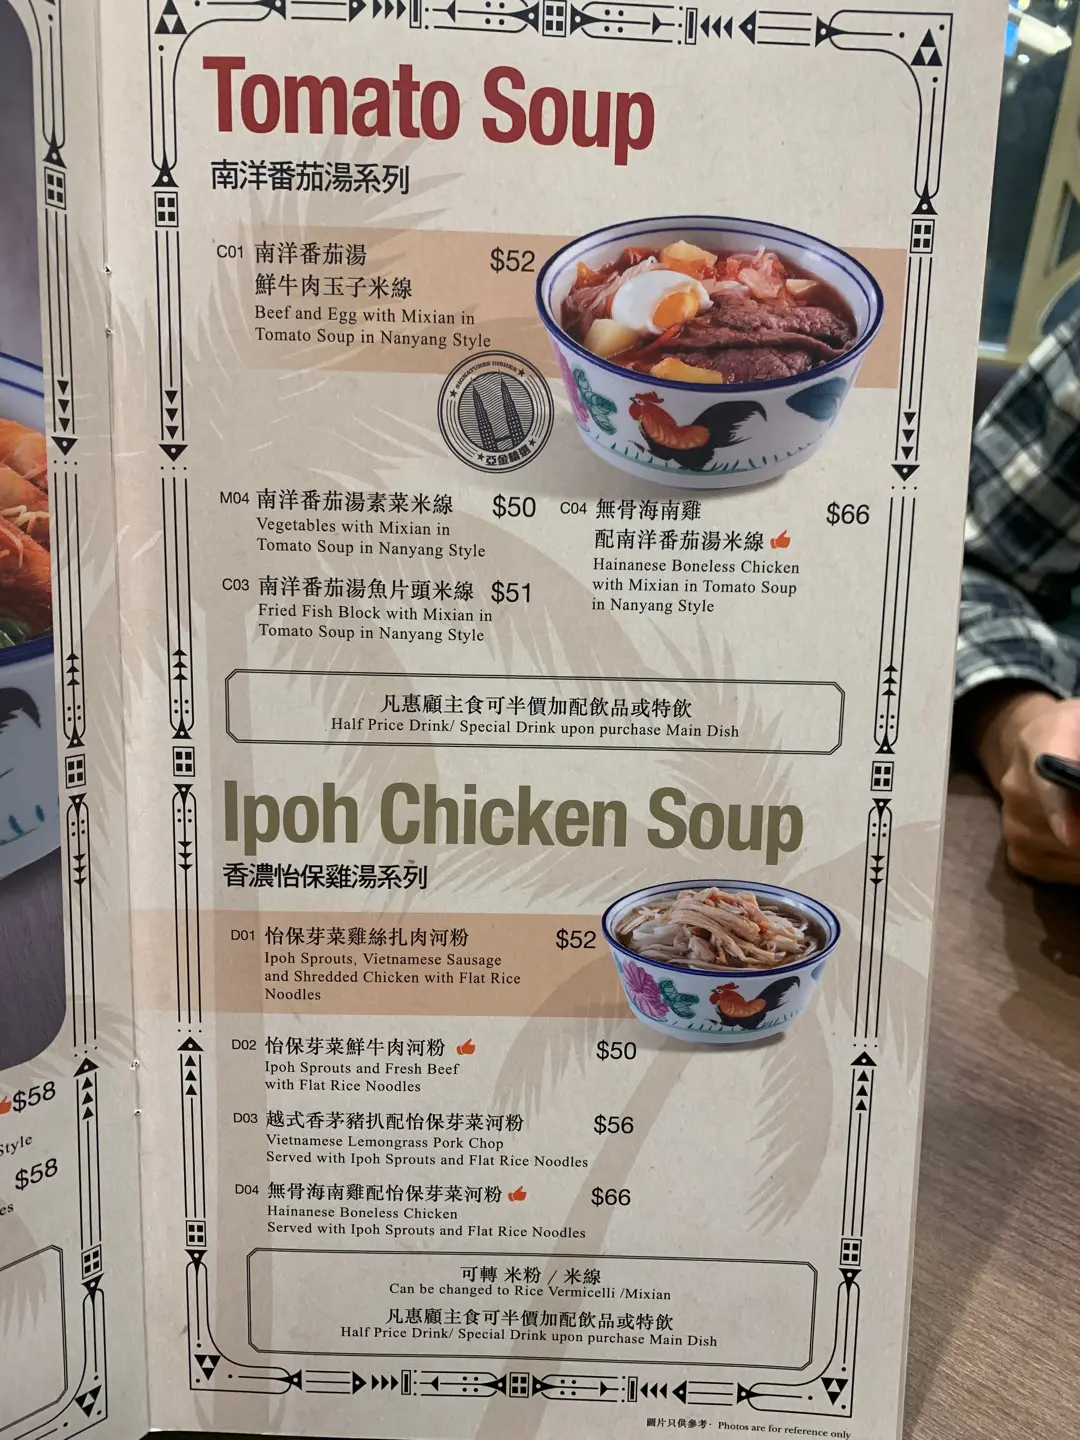 Tomato Soup
南洋番茄湯系列
C01 南洋番茄湯 $52
鮮牛肉玉子米線
Beef and Egg with Mixian in
Tomato Soup in Nanyang Style
SIGNATURES DISHES
亞金精選
M04 南洋番茄湯素菜米線 $50
Vegetables with Mixian in
Tomato Soup in Nanyang Style
C03 南洋番茄湯魚片頭米線 $51
Fried Fish Block with Mixian in
Tomato Soup in Nanyang Style
C04 無骨海南雞 $66
配南洋番茄湯米線
Hainanese Boneless Chicken
with Mixian in Tomato Soup
in Nanyang Style
凡惠顧主食可半價加配飲品或特飲
Half Price Drink/ Special Drink upon purchase Main Dish
Ipoh Chicken Soup
香濃怡保雞湯系列
D01 怡保芽菜雞絲扎肉河粉 $52
Ipoh Sprouts, Vietnamese Sausage
and Shredded Chicken with Flat Rice
Noodles
D02 怡保芽菜鮮牛肉河粉 $50
Ipoh Sprouts and Fresh Beef
with Flat Rice Noodles
D03 越式香茅豬扒配怡保芽菜河粉 $56
Vietnamese Lemongrass Pork Chop
Served with Ipoh Sprouts and Flat Rice Noodles
D04 無骨海南雞配怡保芽菜河粉 $66
Hainanese Boneless Chicken
Served with Ipoh Sprouts and Flat Rice Noodles
可轉 米粉 / 米線
Can be changed to Rice Vermicelli /Mixian
凡惠顧主食可半價加配飲品或特飲
Half Price Drink/ Special Drink upon purchase Main Dish
圖片只供參考· Photos are for reference only
$58
Style
$58
es